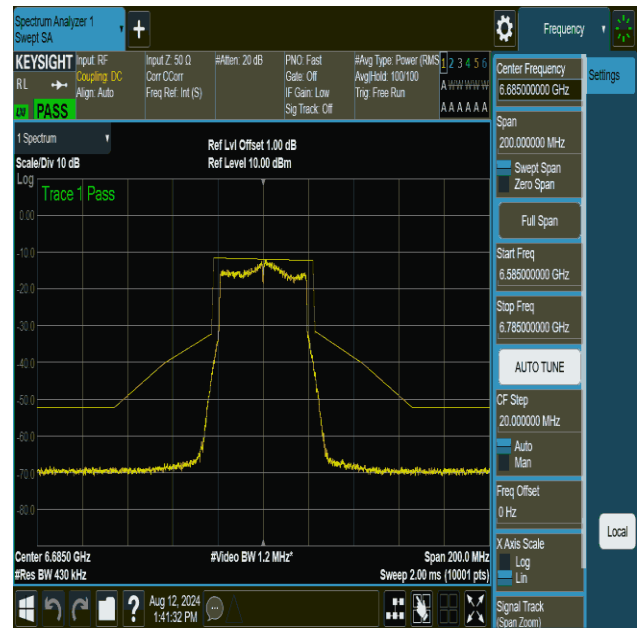 Spectrum Analyzer 1
Swept SA
+
Frequency
KEYSIGHT
RL
LXI PASS
Input: RF
Coupling: DC
Align: Auto
Input Z: 50 Ω
Corr CCorr
Freq Ref: Int (S)
#Atten: 20 dB
PNO: Fast
Gate: Off
IF Gain: Low
Sig Track: Off
#Avg Type: Power (RMS
Avg|Hold: 100/100
Trig: Free Run
1 2 3 4 5 6
A W W W W W
A A A A A A
Center Frequency
6.685000000 GHz
Settings
Span
200.000000 MHz
Swept Span
Zero Span
Full Span
Start Freq
6.585000000 GHz
Stop Freq
6.785000000 GHz
AUTO TUNE
CF Step
20.000000 MHz
Auto
Man
Freq Offset
0 Hz
X Axis Scale
Log
Lin
Signal Track
(Span Zoom)
Local
1 Spectrum
Scale/Div 10 dB
Ref Lvl Offset 1.00 dB
Ref Level 10.00 dBm
Log
Trace 1 Pass
0.00
-10.0
-20.0
-30.0
-40.0
-50.0
-60.0
-70.0
-80.0
Center 6.6850 GHz
#Res BW 430 kHz
#Video BW 1.2 MHz*
Span 200.0 MHz
Sweep 2.00 ms (10001 pts)
?
Aug 12, 2024
1:41:32 PM